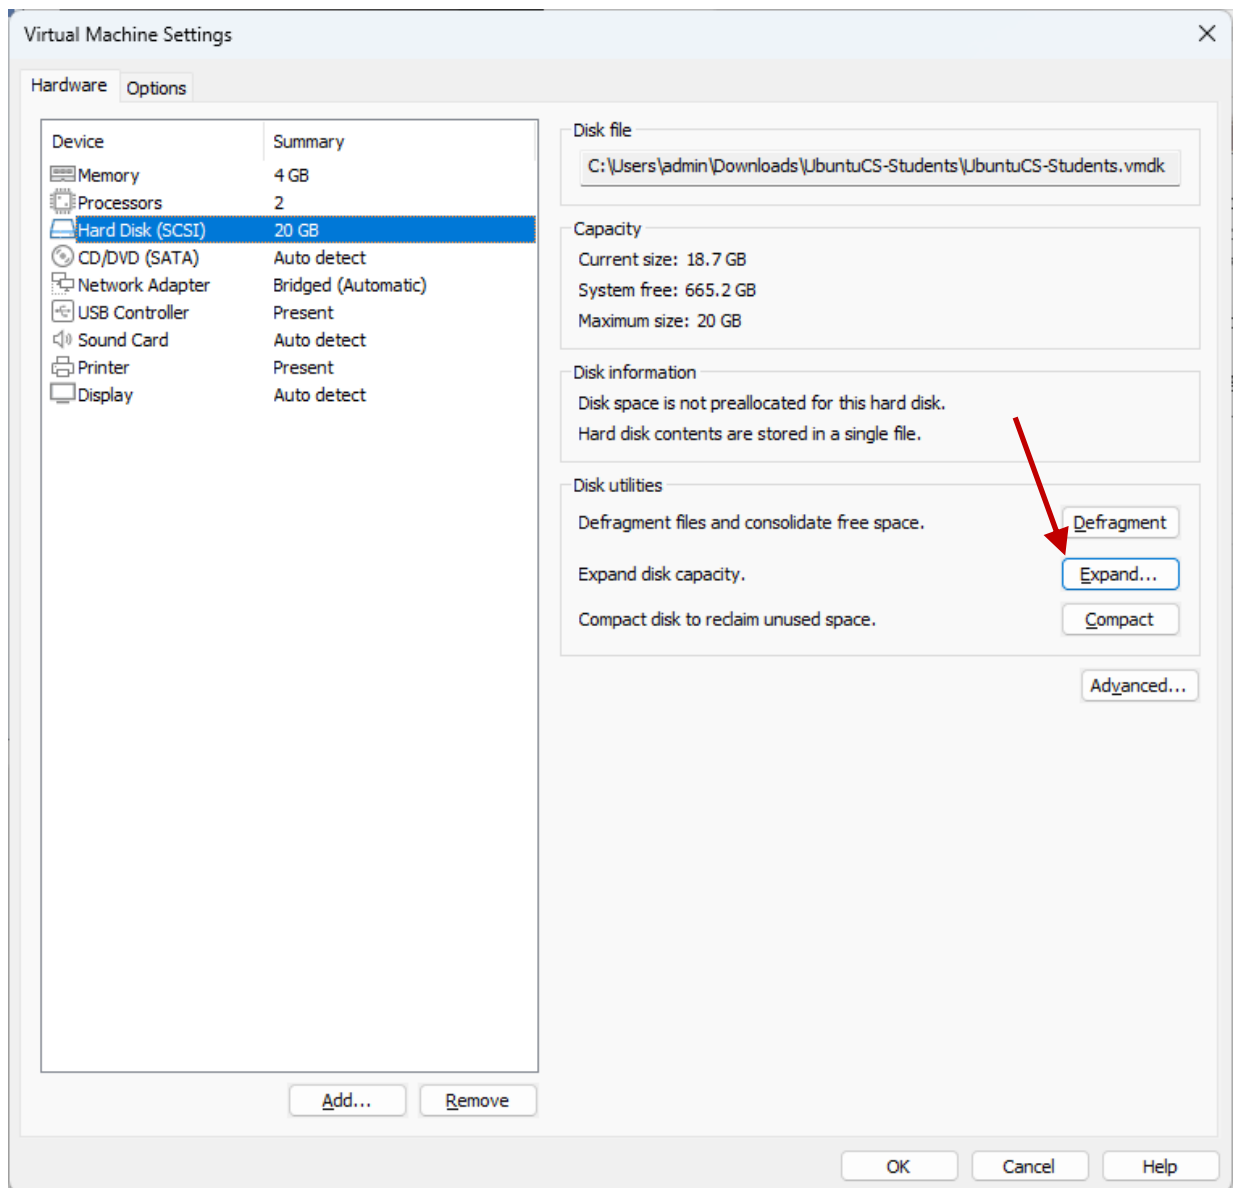 Virtual Machine Settings
Hardware
Options
Device Summary
Memory 4 GB
Processors 2
Hard Disk (SCSI) 20 GB
CD/DVD (SATA) Auto detect
Network Adapter Bridged (Automatic)
USB Controller Present
Sound Card Auto detect
Printer Present
Display Auto detect
Add...
Remove
Disk file
C:\Users\admin\Downloads\UbuntuCS-Students\UbuntuCS-Students.vmdk
Capacity
Current size: 18.7 GB
System free: 665.2 GB
Maximum size: 20 GB
Disk information
Disk space is not preallocated for this hard disk.
Hard disk contents are stored in a single file.
Disk utilities
Defragment files and consolidate free space. Defragment
Expand disk capacity. Expand...
Compact disk to reclaim unused space. Compact
Advanced...
OK
Cancel
Help